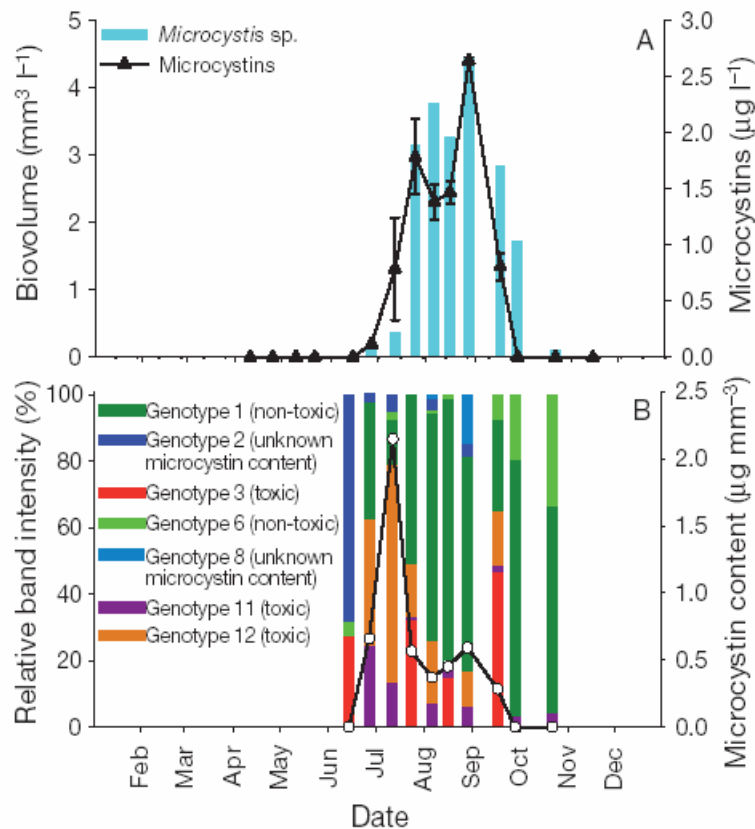 5
4
3
2
1
0
Biovolume (mm³ l⁻¹)
Microcystis sp.
Microcystins
A
3.0
2.5
2.0
1.5
1.0
0.5
0.0
Microcystins (µg l⁻¹)
100
80
60
40
20
0
Relative band intensity (%)
Genotype 1 (non-toxic)
Genotype 2 (unknown
microcystin content)
Genotype 3 (toxic)
Genotype 6 (non-toxic)
Genotype 8 (unknown
microcystin content)
Genotype 11 (toxic)
Genotype 12 (toxic)
B
2.5
2.0
1.5
1.0
0.5
0.0
Microcystin content (µg mm⁻³)
Feb
Mar
Apr
May
Jun
Jul
Aug
Sep
Oct
Nov
Dec
Date